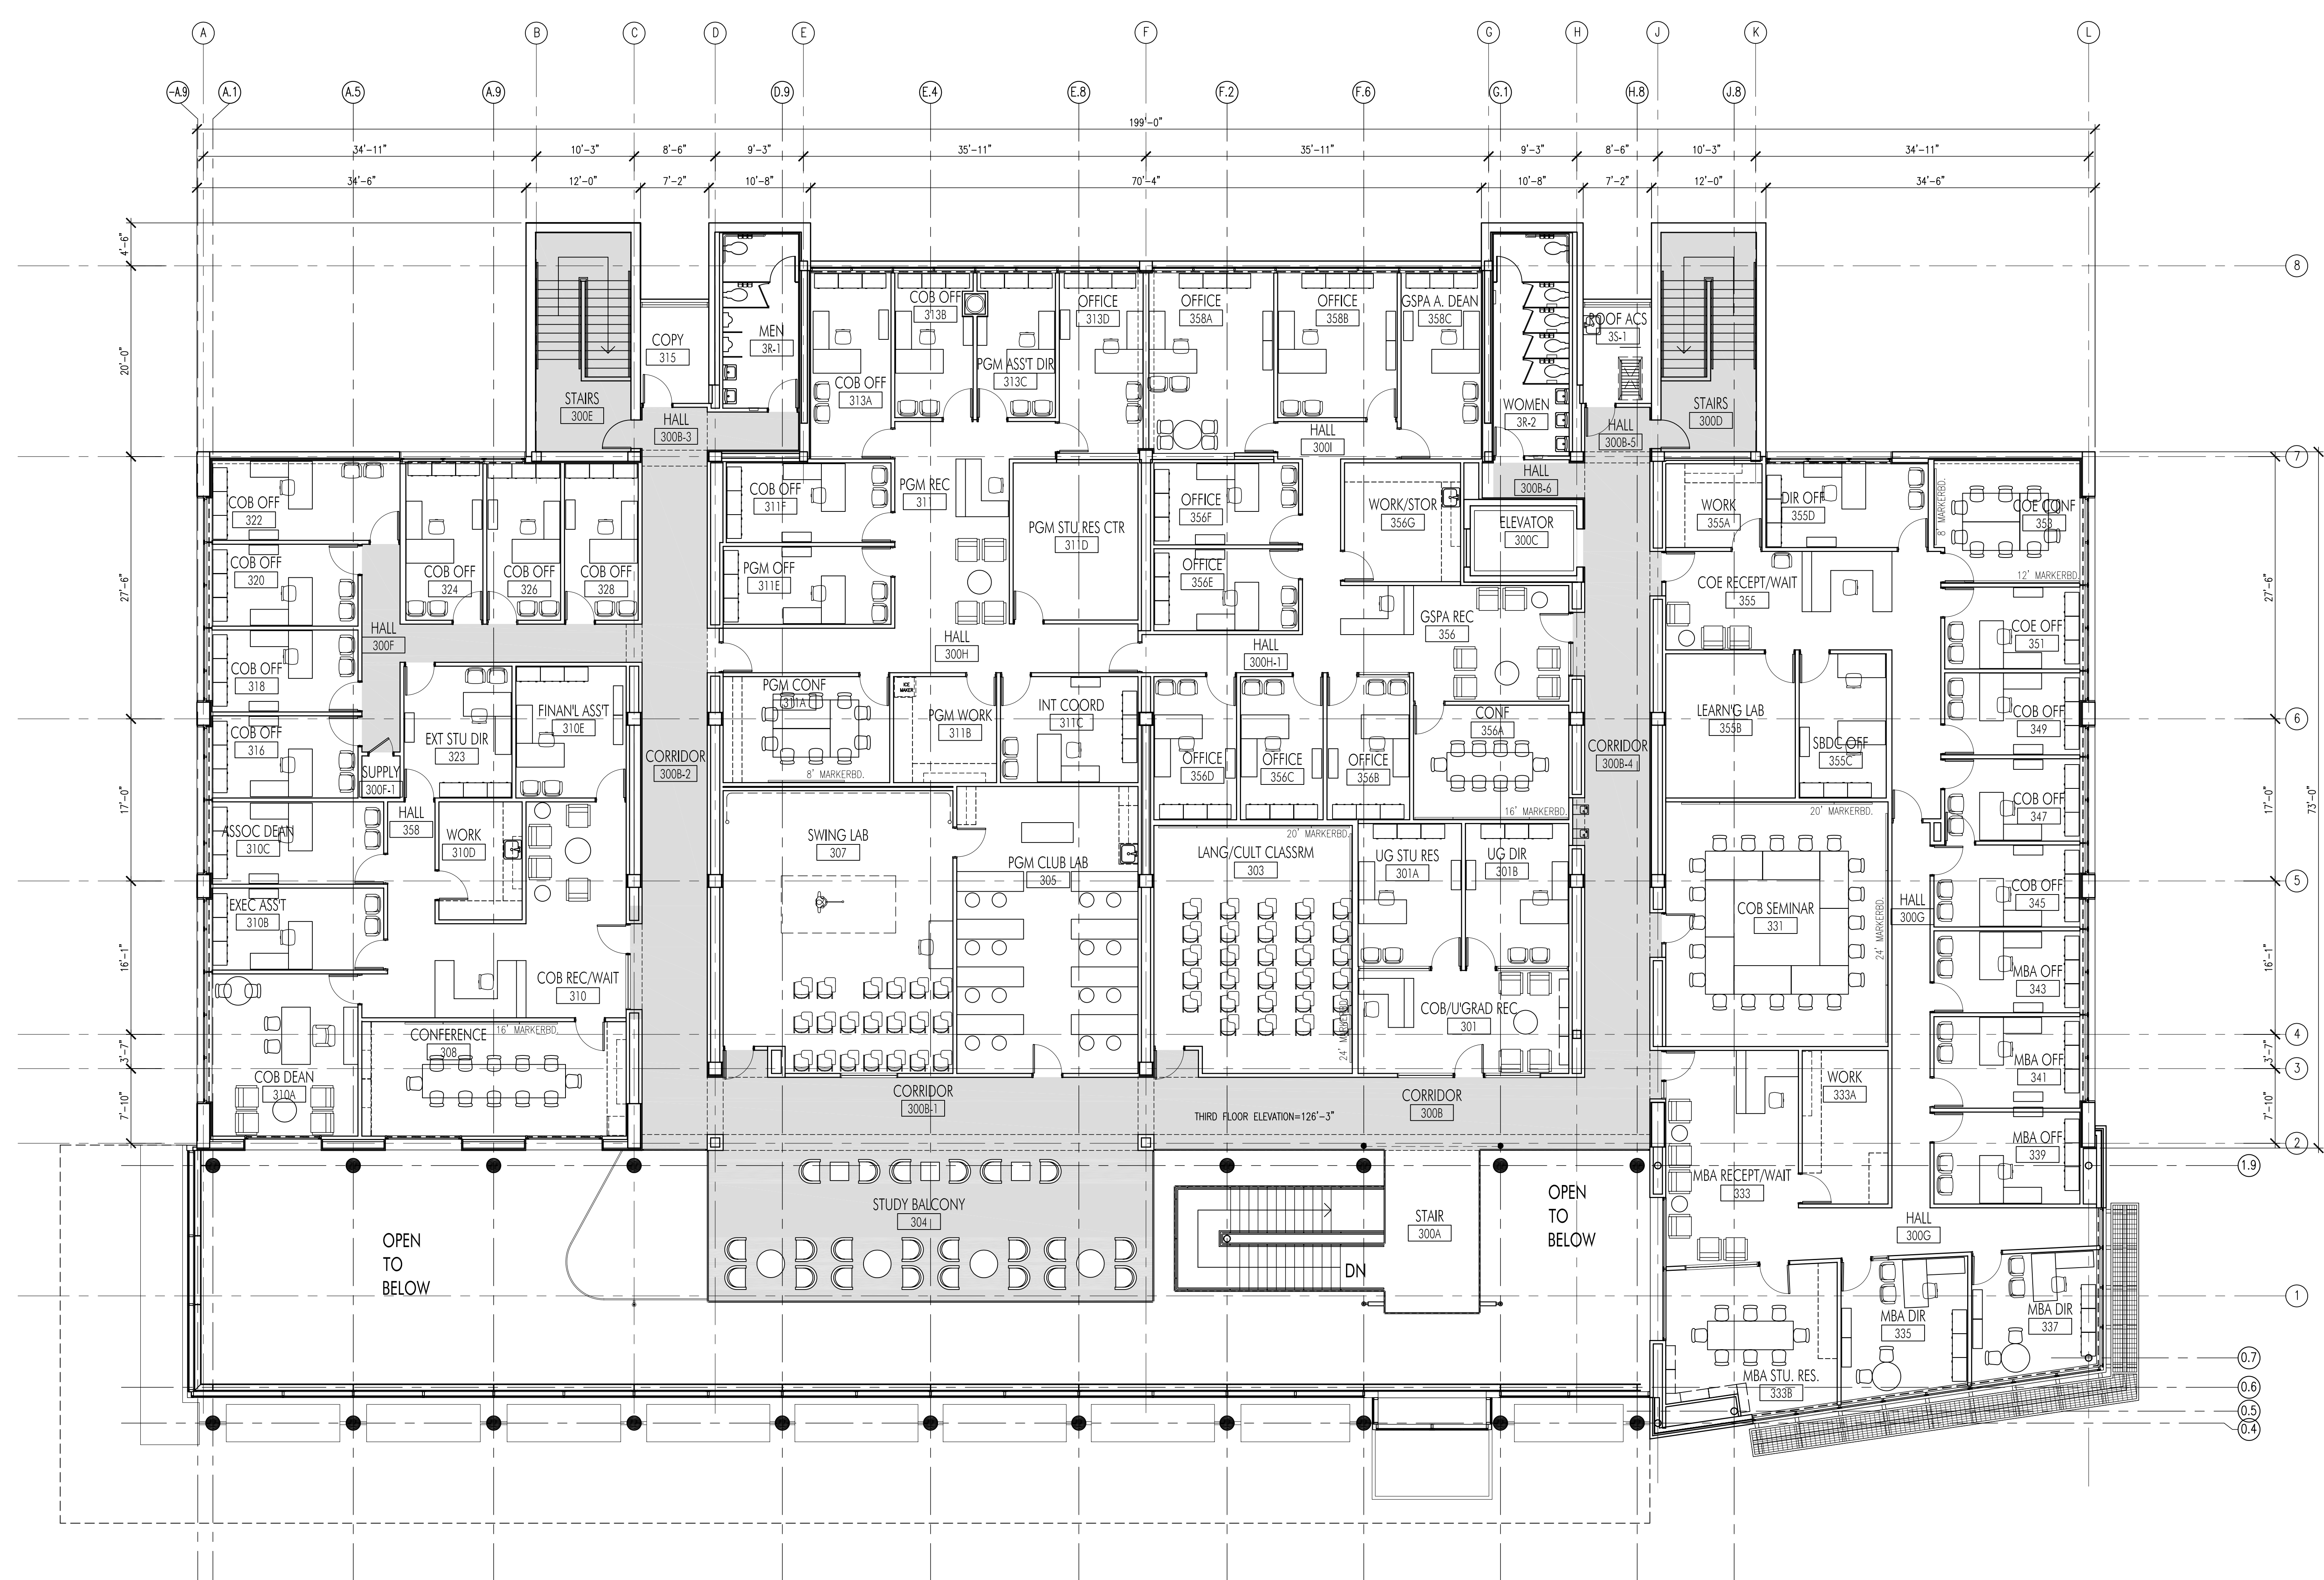 A
B
C
D
E
F
G
H
J
K
L
-A.9
A.1
A.5
A.9
D.9
E.4
E.8
F.2
F.6
G.1
H.8
J.8
199'-0"
34'-11"
10'-3"
8'-6"
9'-3"
35'-11"
35'-11"
9'-3"
8'-6"
10'-3"
34'-11"
34'-6"
12'-0"
7'-2"
10'-8"
70'-4"
10'-8"
7'-2"
12'-0"
34'-6"
4'-6"
20'-0"
27'-6"
17'-0"
16'-1"
3'-7"
7'-10"
8
7
6
5
4
3
2
1.9
1
0.7
0.6
0.5
0.4
27'-6"
17'-0"
16'-1"
3'-7"
7'-10"
73'-0"
STAIRS
300E
COPY
315
MEN
3R-1
HALL
300B-3
COB OFF
313A
COB OFF
313B
PGM ASS'T DIR
313C
OFFICE
313D
OFFICE
358A
OFFICE
358B
GSPA A. DEAN
358C
HALL
300I
WOMEN
3R-2
ROOF ACS
3S-1
HALL
300B-5
STAIRS
300D
HALL
300B-6
ELEVATOR
300C
COB OFF
322
COB OFF
320
COB OFF
318
COB OFF
316
COB OFF
324
COB OFF
326
COB OFF
328
HALL
300F
SUPPLY
300F-1
EXT STU DIR
323
FINAN'L ASS'T
310E
HALL
358
WORK
310D
ASSOC DEAN
310C
EXEC ASS'T
310B
COB REC/WAIT
310
CONFERENCE
308
16' MARKERBD.
COB DEAN
310A
CORRIDOR
300B-2
COB OFF
311F
PGM OFF
311E
PGM REC
311
PGM STU RES CTR
311D
HALL
300H
PGM CONF
311A
8' MARKERBD.
ICE
MAKER
PGM WORK
311B
INT COORD
311C
SWING LAB
307
PGM CLUB LAB
305
OFFICE
356F
OFFICE
356E
WORK/STOR
356G
GSPA REC
356
HALL
300H-1
OFFICE
356D
OFFICE
356C
OFFICE
356B
CONF
356A
16' MARKERBD.
LANG/CULT CLASSRM
303
20' MARKERBD.
24' MARKERBD.
UG STU RES
301A
UG DIR
301B
COB/U'GRAD REC
301
CORRIDOR
300B-4
CORRIDOR
300B-1
CORRIDOR
300B
THIRD FLOOR ELEVATION=126'-3"
WORK
355A
DIR OFF
355D
COE CONF
353
8' MARKERBD.
12' MARKERBD.
COE RECEPT/WAIT
355
COE OFF
351
LEARN'G LAB
355B
SBDC OFF
355C
COB OFF
349
COB OFF
347
COB OFF
345
20' MARKERBD.
24' MARKERBD.
COB SEMINAR
331
HALL
300G
MBA OFF
343
MBA OFF
341
MBA OFF
339
WORK
333A
MBA RECEPT/WAIT
333
HALL
300G
MBA STU. RES.
333B
MBA DIR
335
MBA DIR
337
STUDY BALCONY
304
OPEN
TO
BELOW
STAIR
300A
DN
OPEN
TO
BELOW